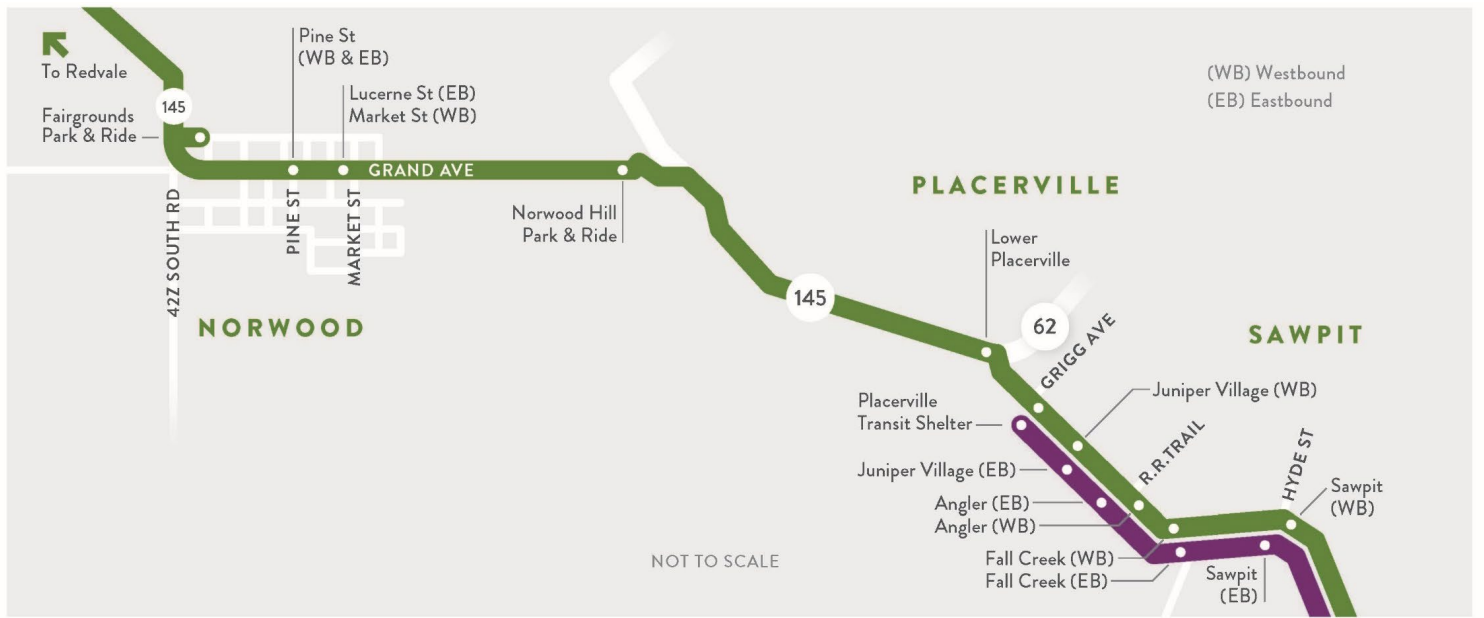 To Redvale
145
Fairgrounds
Park & Ride
Pine St
(WB & EB)
Lucerne St (EB)
Market St (WB)
GRAND AVE
42Z SOUTH RD
PINE ST
MARKET ST
NORWOOD
Norwood Hill
Park & Ride
(WB) Westbound
(EB) Eastbound
PLACERVILLE
Lower
Placerville
145
62
GRIGG AVE
SAWPIT
Placerville
Transit Shelter
Juniper Village (WB)
Juniper Village (EB)
R.R. TRAIL
HYDE ST
Angler (EB)
Angler (WB)
Sawpit
(WB)
Fall Creek (WB)
Fall Creek (EB)
Sawpit
(EB)
NOT TO SCALE